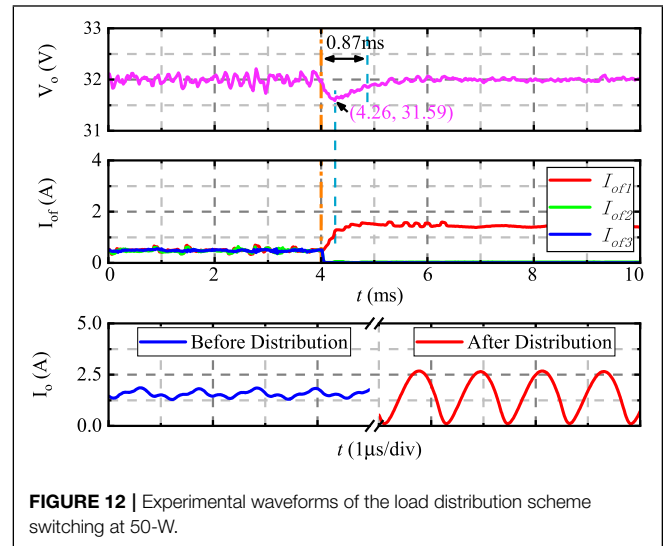 33
0.87ms
V_o (V)
32
(4.26, 31.59)
31
4
I_of (A)
I_of1
2
I_of2
I_of3
0
0 2 4 6 8 10
t (ms)
5.0
Before Distribution After Distribution
I_o (A)
2.5
0.0
t (1μs/div)
FIGURE 12 | Experimental waveforms of the load distribution scheme
switching at 50-W.